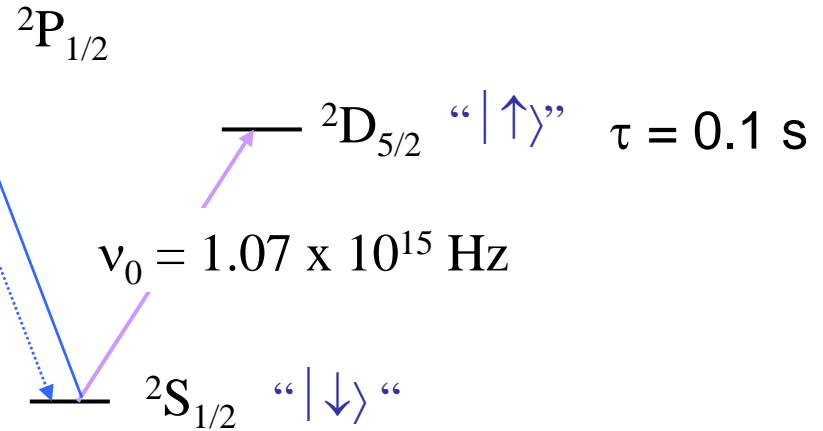 ²P₁/₂
²D₅/₂ “|↑⟩” τ = 0.1 s
ν₀ = 1.07 x 10¹⁵ Hz
²S₁/₂ “|↓⟩ “